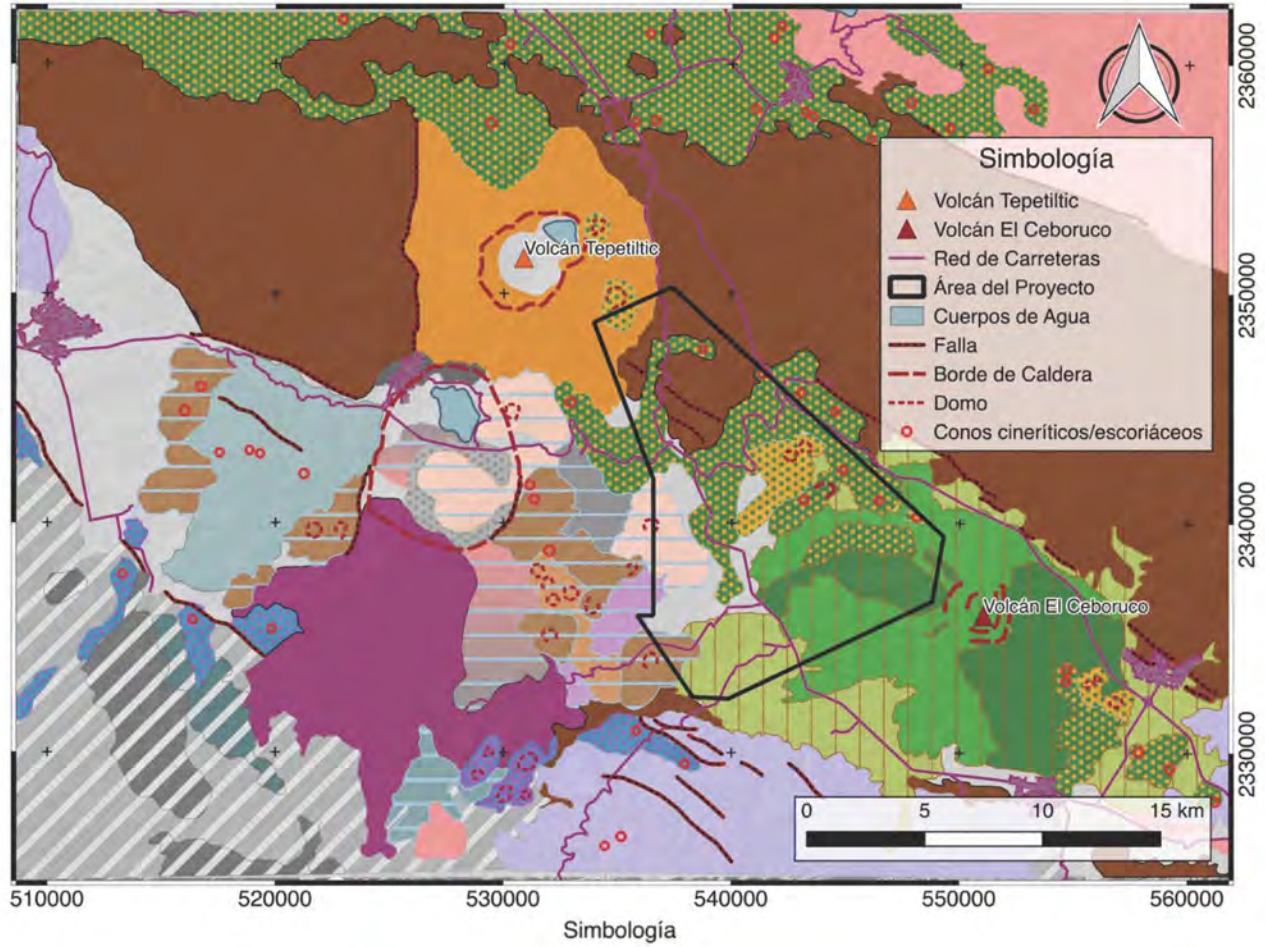 Simbología
Volcán Tepetiltic
Volcán El Ceboruco
Red de Carreteras
Área del Proyecto
Cuerpos de Agua
Falla
Borde de Caldera
Domo
Conos cineríticos/escoriáceos
Volcán Tepetiltic
Volcán El Ceboruco
2360000
2350000
2340000
2330000
0 5 10 15 km
510000 520000 530000 540000 550000 560000
Simbología